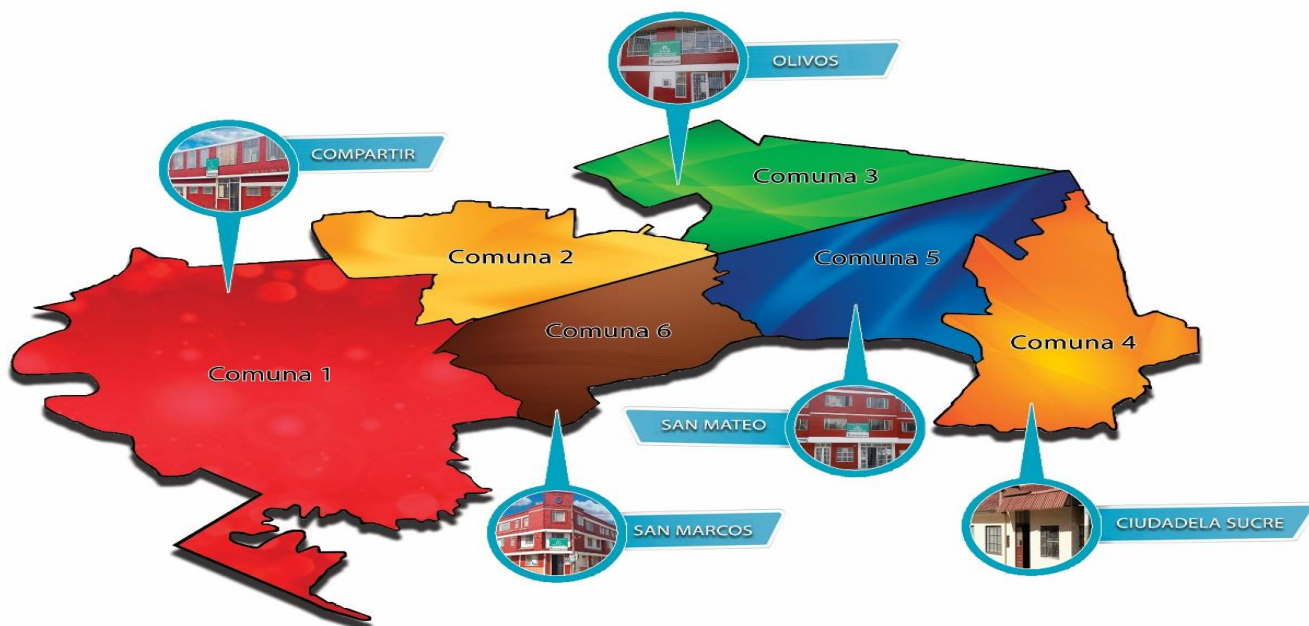 OLIVOS
COMPARTIR
Comuna 3
Comuna 2
Comuna 5
Comuna 6
Comuna 4
Comuna 1
SAN MATEO
SAN MARCOS
CIUDADELA SUCRE